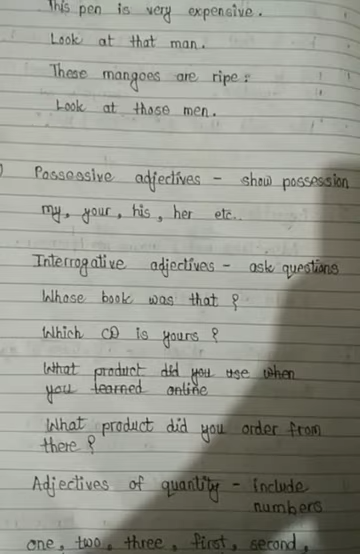 This pen is very expensive.
Look at that man.
These mangoes are ripe :
Look at those men.
Possessive adjectives - show possession
my, your, his, her etc..
Interrogative adjectives - ask questions
Whose book was that ?
Which CD is yours ?
What product did you use when
you learned online
What product did you order from
there ?
Adjectives of quantity - include
numbers
one, two, three, first, second,